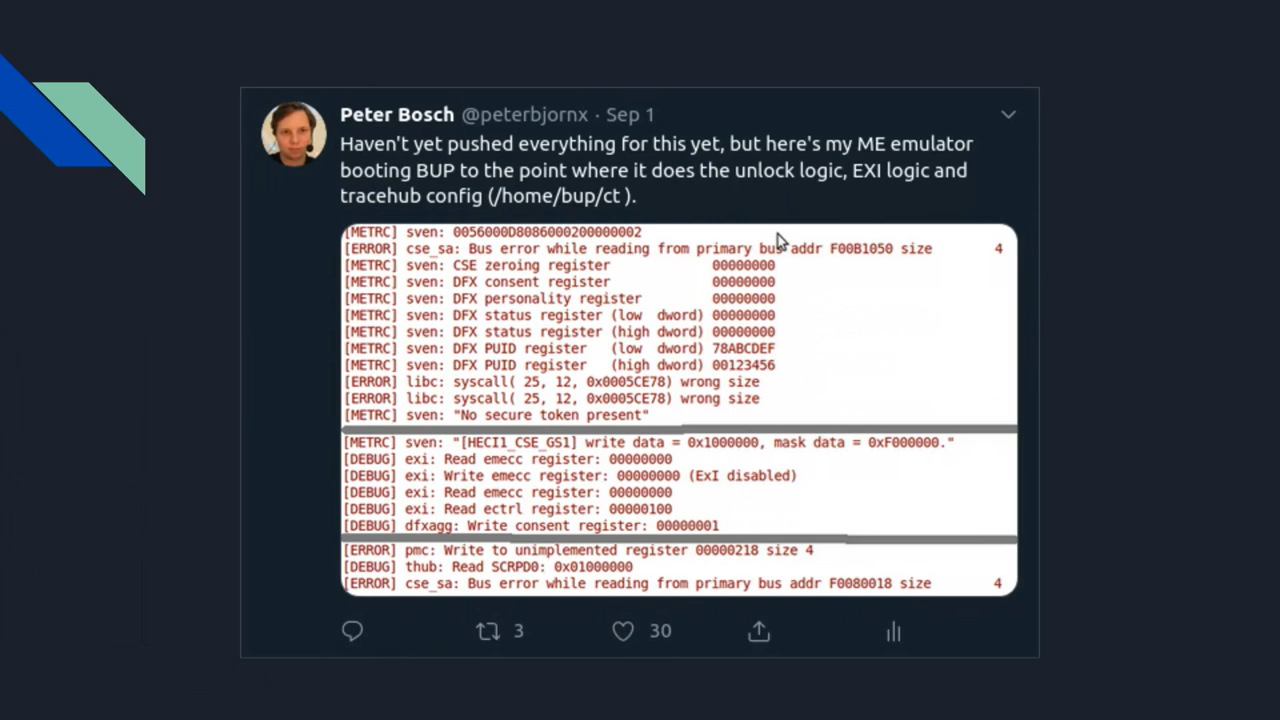 Peter Bosch @peterbjornx · Sep 1
Haven't yet pushed everything for this yet, but here's my ME emulator
booting BUP to the point where it does the unlock logic, EXI logic and
tracehub config (/home/bup/ct ).
[METRC] sven: 0056000D8086000200000002
[ERROR] cse_sa: Bus error while reading from primary bus addr F00B1050 size 4
[METRC] sven: CSE zeroing register 00000000
[METRC] sven: DFX consent register 00000000
[METRC] sven: DFX personality register 00000000
[METRC] sven: DFX status register (low dword) 00000000
[METRC] sven: DFX status register (high dword) 00000000
[METRC] sven: DFX PUID register (low dword) 78ABCDEF
[METRC] sven: DFX PUID register (high dword) 00123456
[ERROR] libc: syscall( 25, 12, 0x0005CE78) wrong size
[ERROR] libc: syscall( 25, 12, 0x0005CE78) wrong size
[METRC] sven: "No secure token present"
[METRC] sven: "[HECI1_CSE_GS1] write data = 0x1000000, mask data = 0xF000000."
[DEBUG] exi: Read emecc register: 00000000
[DEBUG] exi: Write emecc register: 00000000 (ExI disabled)
[DEBUG] exi: Read emecc register: 00000000
[DEBUG] exi: Read ectrl register: 00000100
[DEBUG] dfxagg: Write consent register: 00000001
[ERROR] pmc: Write to unimplemented register 00000218 size 4
[DEBUG] thub: Read SCRPD0: 0x01000000
[ERROR] cse_sa: Bus error while reading from primary bus addr F0080018 size 4
3 30